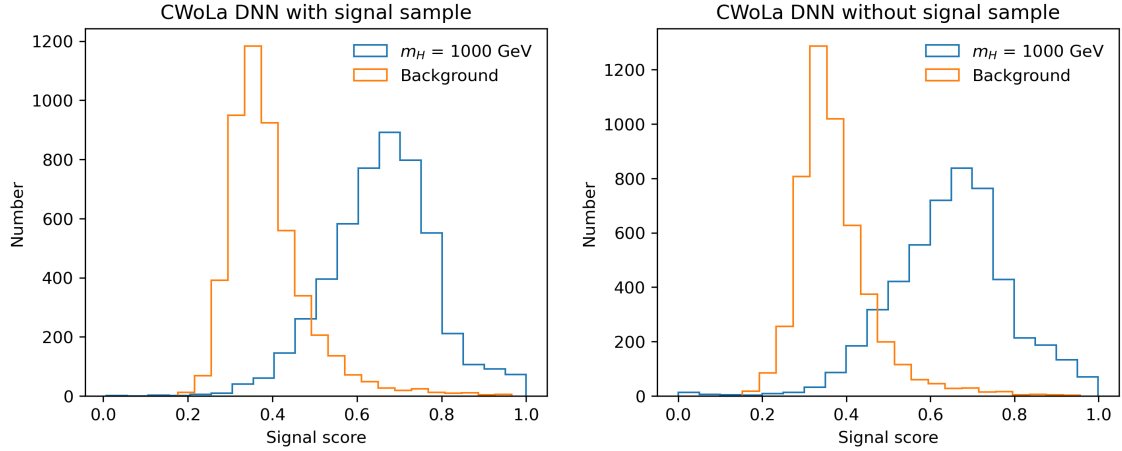 CWoLa DNN with signal sample
1200
1000
800
600
400
200
0
Number
m_H = 1000 GeV
Background
0.0 0.2 0.4 0.6 0.8 1.0
Signal score
CWoLa DNN without signal sample
1200
1000
800
600
400
200
0
Number
m_H = 1000 GeV
Background
0.0 0.2 0.4 0.6 0.8 1.0
Signal score